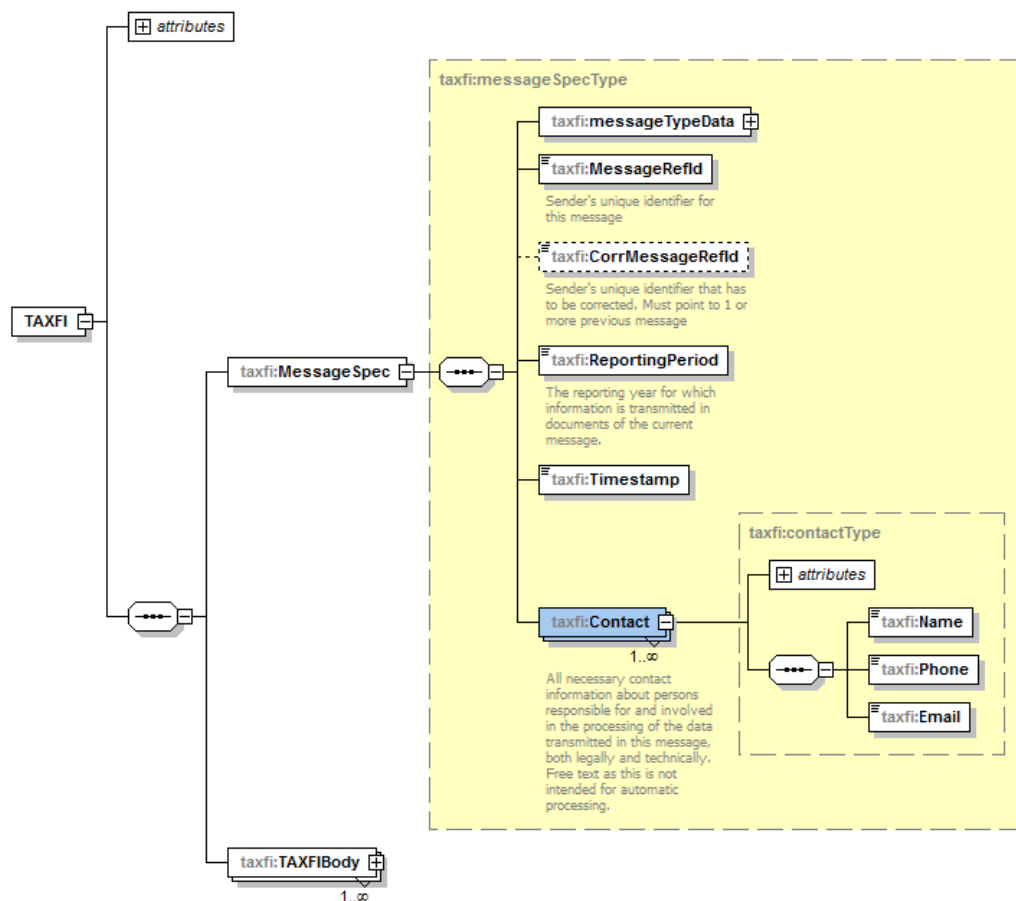 attributes
taxfi:messageSpecType
taxfi:messageTypeData
taxfi:MessageRefId
Sender's unique identifier for
this message
taxfi:CorrMessageRefId
Sender's unique identifier that has
to be corrected. Must point to 1 or
more previous message
TAXFI
taxfi:MessageSpec
taxfi:ReportingPeriod
The reporting year for which
information is transmitted in
documents of the current
message.
taxfi:Timestamp
taxfi:contactType
attributes
taxfi:Contact
1..∞
All necessary contact
information about persons
responsible for and involved
in the processing of the data
transmitted in this message,
both legally and technically.
Free text as this is not
intended for automatic
processing.
taxfi:Name
taxfi:Phone
taxfi:Email
taxfi:TAXFIBody
1..∞